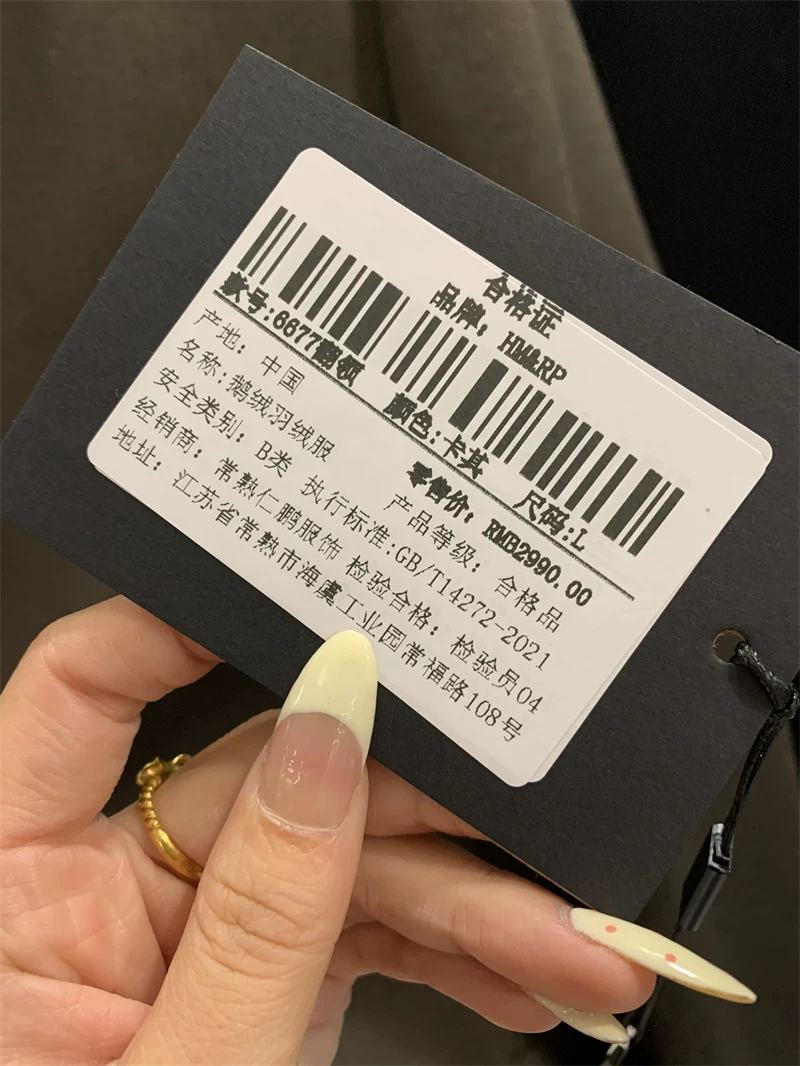 合格证
品牌：HM&RP
款号:6677翻领 颜色:卡其 尺码:L
产地：中国 零售价：RMB2990.00
名称:鹅绒羽绒服 产品等级：合格品
安全类别：B类 执行标准:GB/T14272-2021
经销商：常熟仁鹏服饰 检验合格：检验员04
地址：江苏省常熟市海虞工业园常福路108号